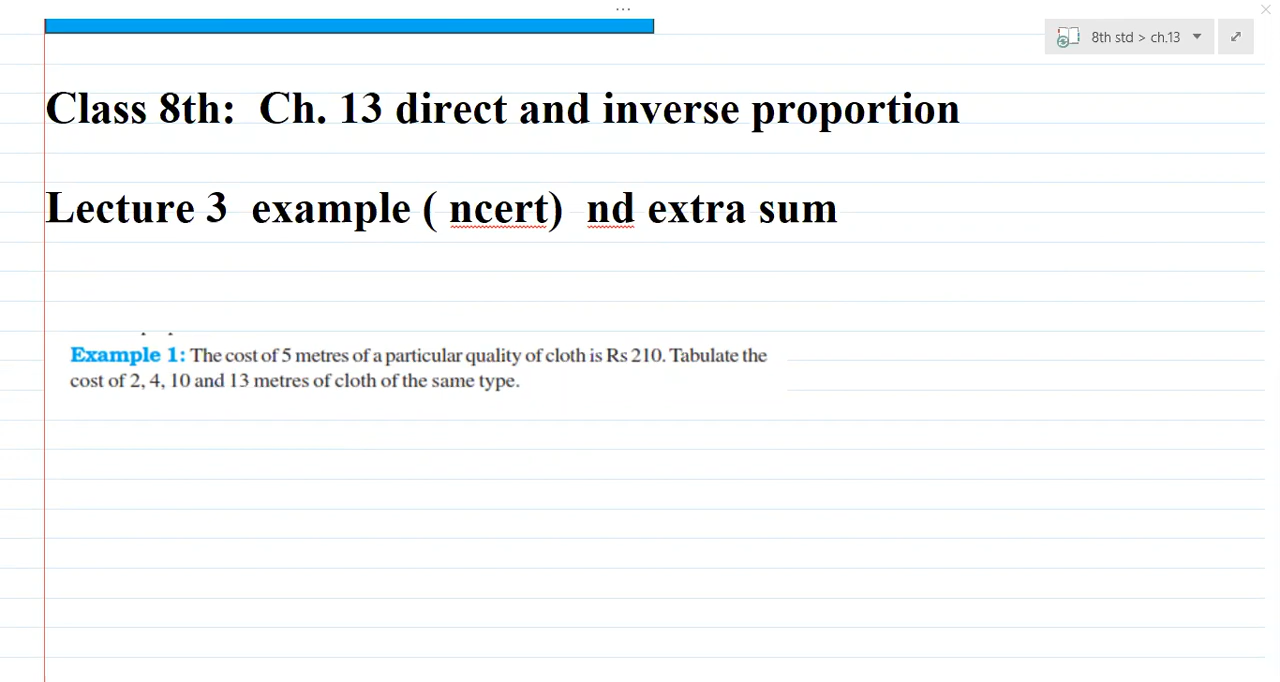 ...
8th std > ch.13
Class 8th: Ch. 13 direct and inverse proportion
Lecture 3 example ( ncert) nd extra sum
Example 1: The cost of 5 metres of a particular quality of cloth is Rs 210. Tabulate the
cost of 2, 4, 10 and 13 metres of cloth of the same type.